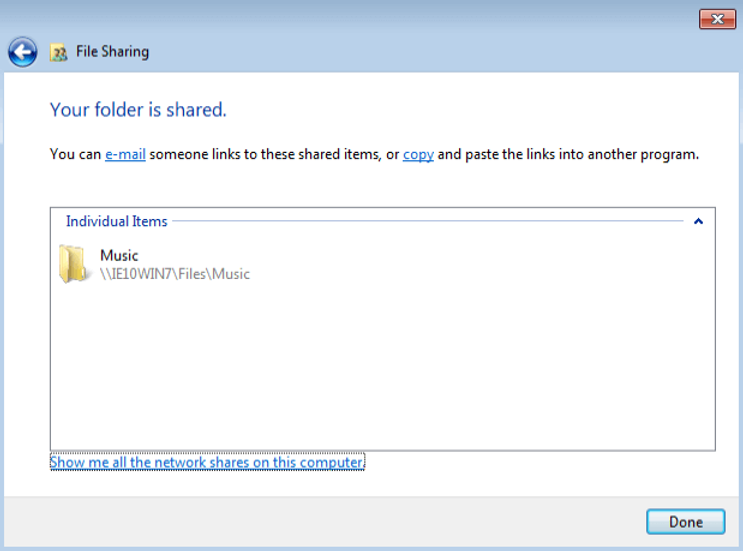 File Sharing
Your folder is shared.
You can e-mail someone links to these shared items, or copy and paste the links into another program.
Individual Items
Music
\\IE10WIN7\Files\Music
Show me all the network shares on this computer.
Done